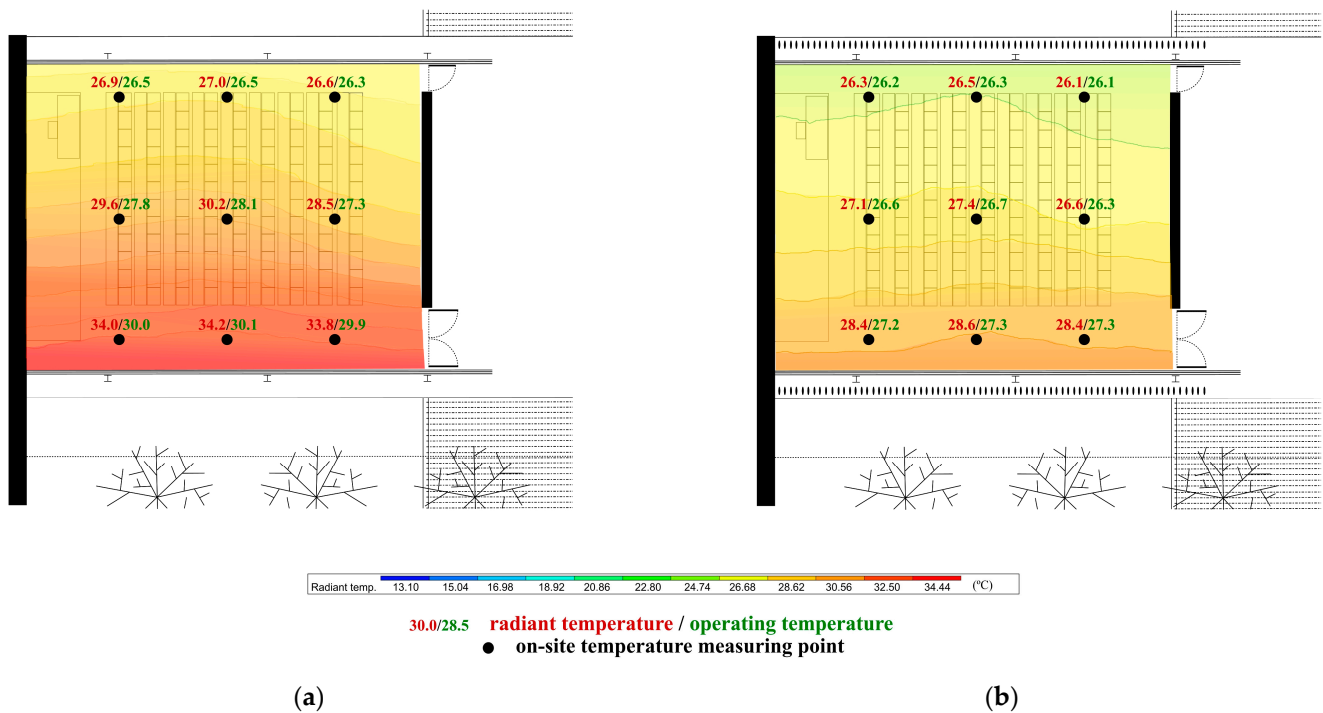 26.9/26.5 27.0/26.5 26.6/26.3
29.6/27.8 30.2/28.1 28.5/27.3
34.0/30.0 34.2/30.1 33.8/29.9
26.3/26.2 26.5/26.3 26.1/26.1
27.1/26.6 27.4/26.7 26.6/26.3
28.4/27.2 28.6/27.3 28.4/27.3
Radiant temp. 13.10 15.04 16.98 18.92 20.86 22.80 24.74 26.68 28.62 30.56 32.50 34.44 (ºC)
30.0/28.5 radiant temperature / operating temperature
on-site temperature measuring point
(a) (b)